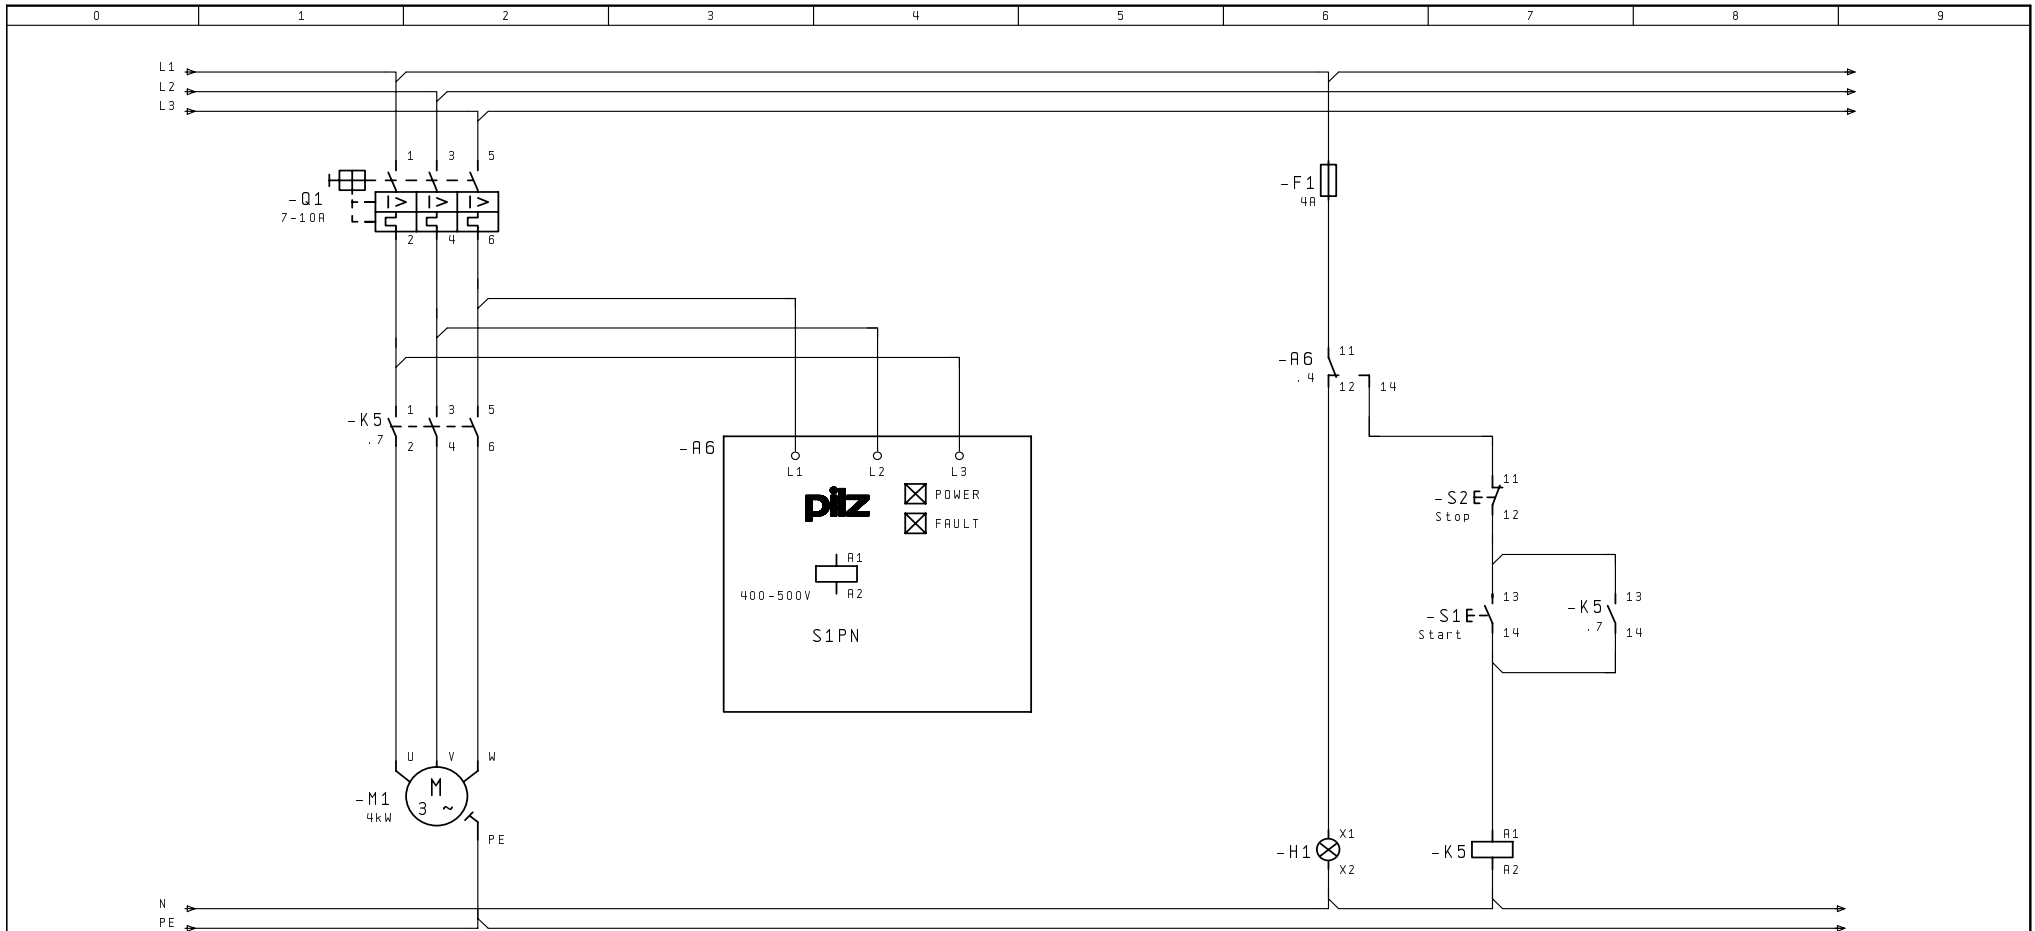 0 1 2 3 4 5 6 7 8 9
L1
L2
L3
1 3 5
-Q1
7-10A
I> I> I>
2 4 6
-F1
4A
-A6
.4
11
12 14
-K5
.7
1 3 5
2 4 6
-A6
L1 L2 L3
pilz
POWER
FAULT
A1
A2
400-500V
S1PN
-S2
Stop
11
12
-S1
Start
13
14
-K5
.7
13
14
U V W
-M1
4kW
M
3 ~
PE
-H1
X1
X2
-K5
A1
A2
N
PE